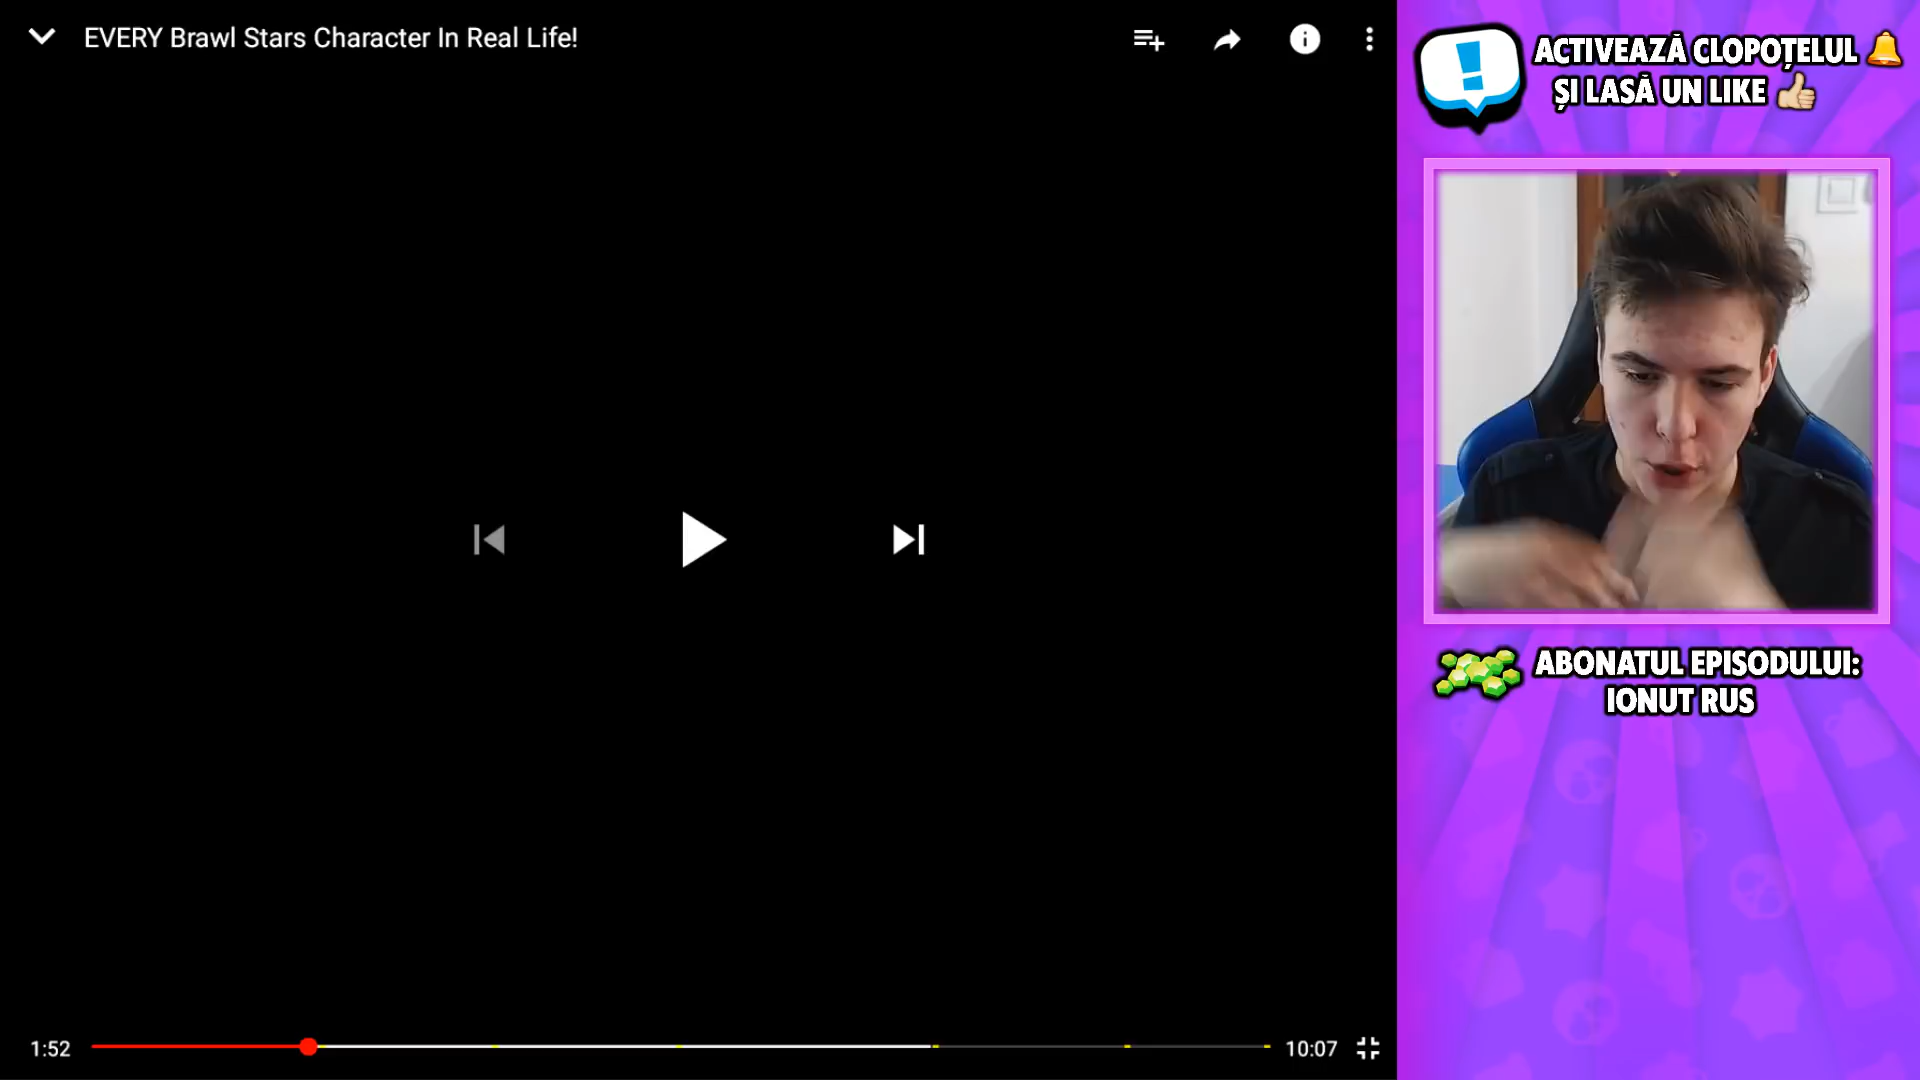 EVERY Brawl Stars Character In Real Life!
ACTIVEAZĂ CLOPOȚELUL 🔔
ȘI LASĂ UN LIKE 👍🏻
ABONATUL EPISODULUI:
IONUT RUS
1:52
10:07